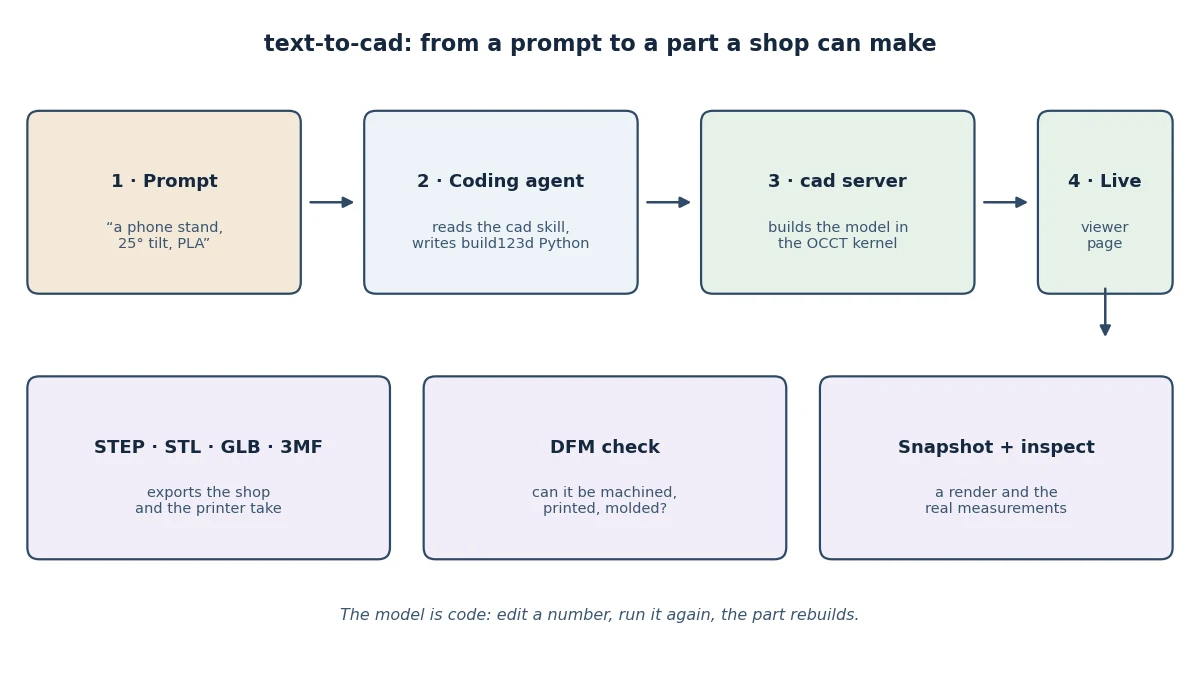 text-to-cad: from a prompt to a part a shop can make
1 · Prompt
“a phone stand,
25° tilt, PLA”
2 · Coding agent
reads the cad skill,
writes build123d Python
3 · cad server
builds the model in
the OCCT kernel
4 · Live
viewer
page
STEP · STL · GLB · 3MF
exports the shop
and the printer take
DFM check
can it be machined,
printed, molded?
Snapshot + inspect
a render and the
real measurements
The model is code: edit a number, run it again, the part rebuilds.